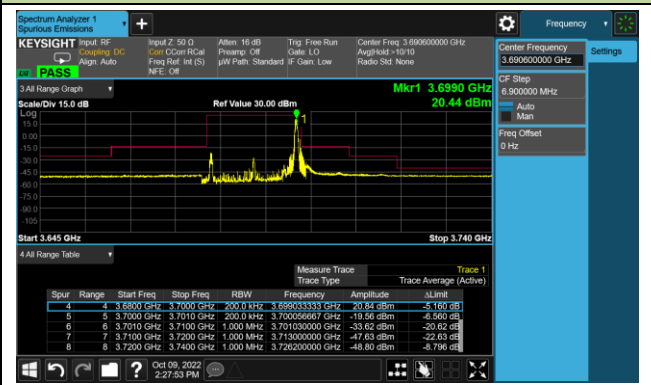 Spectrum Analyzer 1
Spurious Emissions
+
Frequency
KEYSIGHT Input: RF Input Z: 50 Ω Atten: 16 dB Trig: Free Run Center Freq: 3.690600000 GHz
Coupling: DC Corr CCorr RCal Preamp: Off Gate: LO Avg|Hold:>10/10
Align: Auto Freq Ref: Int (S) µW Path: Standard IF Gain: Low Radio Std: None
NFE: Off
PASS
Center Frequency
3.690600000 GHz
Settings
CF Step
6.900000 MHz
Auto
Man
Freq Offset
0 Hz
3 All Range Graph
Mkr1 3.6990 GHz
Scale/Div 15.0 dB Ref Value 30.00 dBm 20.44 dBm
Log
1
15.0
0.00
-15.0
-30.0
-45.0
-60.0
-75.0
-90.0
-105
Start 3.645 GHz Stop 3.740 GHz
4 All Range Table
Measure Trace Trace 1
Trace Type Trace Average (Active)
Spur Range Start Freq Stop Freq RBW Frequency Amplitude ΔLimit
4 4 3.6800 GHz 3.7000 GHz 200.0 kHz 3.699033333 GHz 20.84 dBm -5.160 dB
5 5 3.7000 GHz 3.7010 GHz 200.0 kHz 3.700056667 GHz -19.56 dBm -6.560 dB
6 6 3.7010 GHz 3.7100 GHz 1.000 MHz 3.701030000 GHz -33.62 dBm -20.62 dB
7 7 3.7100 GHz 3.7200 GHz 1.000 MHz 3.713000000 GHz -47.63 dBm -22.63 dB
8 8 3.7200 GHz 3.7400 GHz 1.000 MHz 3.726200000 GHz -48.80 dBm -8.796 dB
? Oct 09, 2022
2:27:53 PM